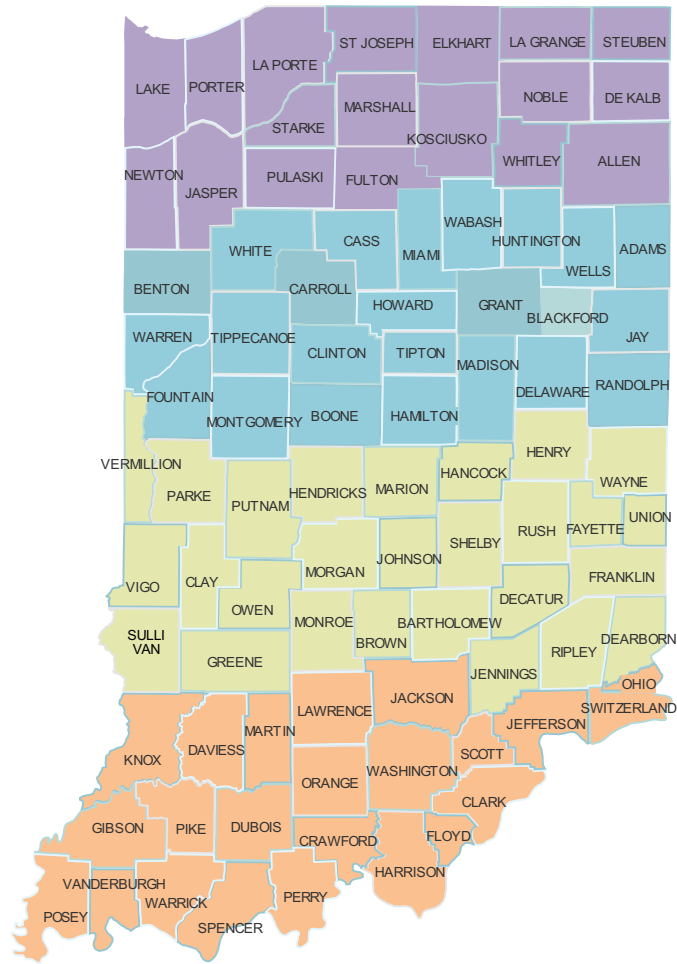 ST JOSEPH
ELKHART
LA GRANGE
STEUBEN
LA PORTE
LAKE
PORTER
NOBLE
DE KALB
MARSHALL
STARKE
KOSCIUSKO
WHITLEY
ALLEN
NEWTON
JASPER
PULASKI
FULTON
WHITE
CASS
MIAMI
WABASH
HUNTINGTON
WELLS
ADAMS
BENTON
CARROLL
HOWARD
GRANT
BLACKFORD
JAY
WARREN
TIPPECANOE
CLINTON
TIPTON
MADISON
DELAWARE
RANDOLPH
FOUNTAIN
MONTGOMERY
BOONE
HAMILTON
HENRY
WAYNE
VERMILLION
PARKE
PUTNAM
HENDRICKS
MARION
HANCOCK
RUSH
FAYETTE
UNION
VIGO
CLAY
OWEN
MORGAN
JOHNSON
SHELBY
FRANKLIN
DECATUR
SULLI
VAN
GREENE
MONROE
BROWN
BARTHOLOMEW
JENNINGS
RIPLEY
DEARBORN
OHIO
SWITZERLAND
KNOX
DAVIESS
MARTIN
LAWRENCE
JACKSON
JEFFERSON
SCOTT
ORANGE
WASHINGTON
CLARK
GIBSON
PIKE
DUBOIS
CRAWFORD
FLOYD
HARRISON
POSEY
VANDERBURGH
WARRICK
SPENCER
PERRY